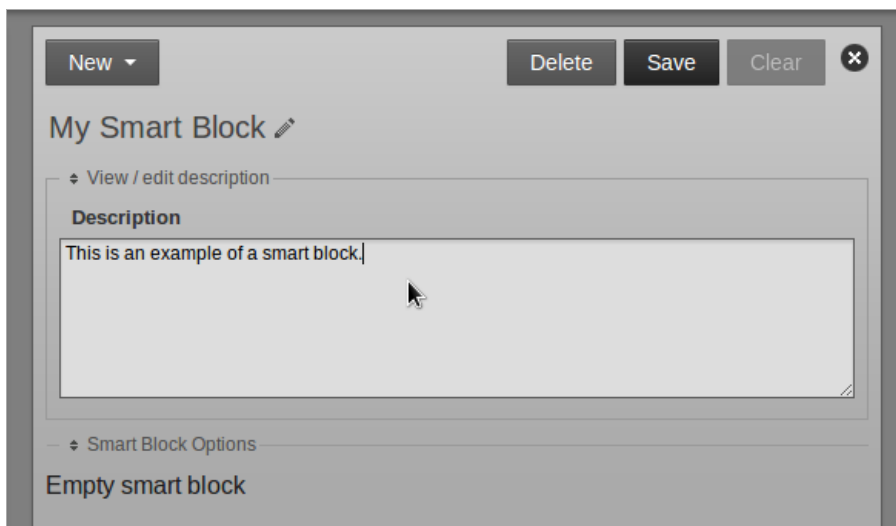 New
Delete
Save
Clear
My Smart Block
View / edit description
Description
This is an example of a smart block.
Smart Block Options
Empty smart block